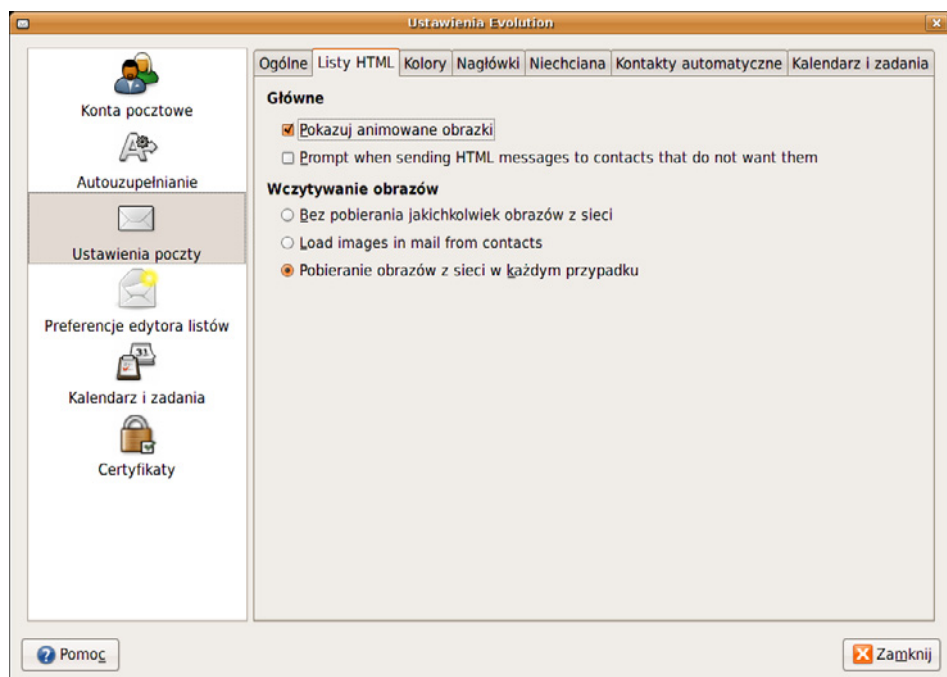 Ustawienia Evolution
Konta pocztowe
Autouzupełnianie
Ustawienia poczty
Preferencje edytora listów
31
Kalendarz i zadania
Certyfikaty
Ogólne Listy HTML Kolory Nagłówki Niechciana Kontakty automatyczne Kalendarz i zadania
Główne
Pokazuj animowane obrazki
Prompt when sending HTML messages to contacts that do not want them
Wczytywanie obrazów
Bez pobierania jakichkolwiek obrazów z sieci
Load images in mail from contacts
Pobieranie obrazów z sieci w każdym przypadku
Pomoc
Zamknij